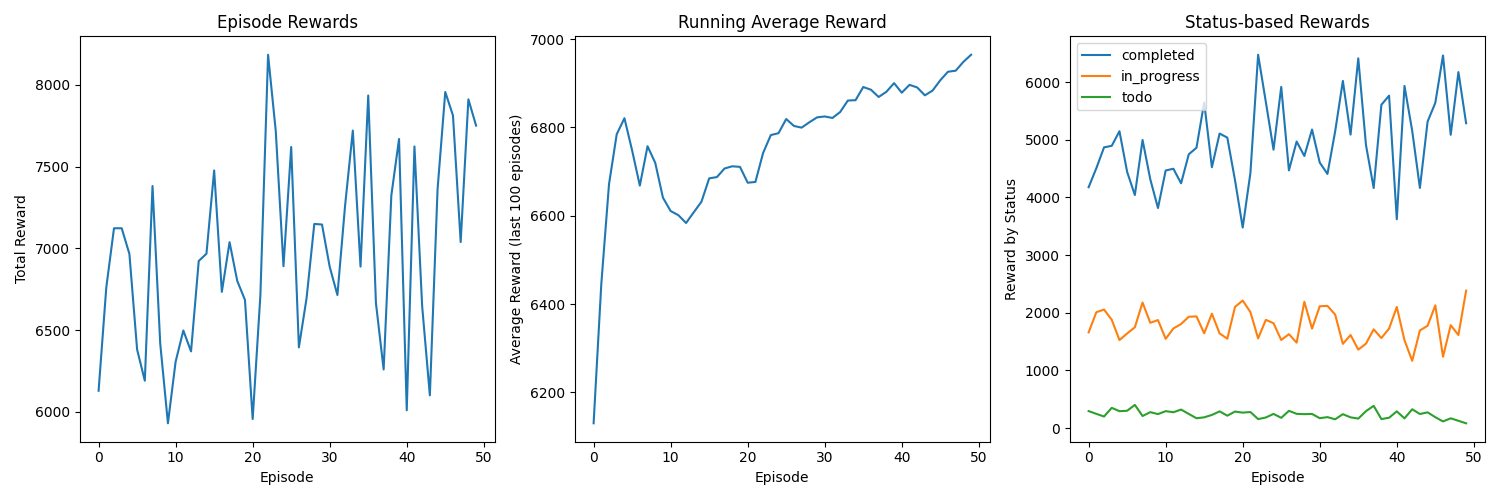 Episode Rewards
Total Reward
8000
7500
7000
6500
6000
0 10 20 30 40 50
Episode
Running Average Reward
Average Reward (last 100 episodes)
7000
6800
6600
6400
6200
0 10 20 30 40 50
Episode
Status-based Rewards
Reward by Status
completed
in_progress
todo
6000
5000
4000
3000
2000
1000
0
0 10 20 30 40 50
Episode